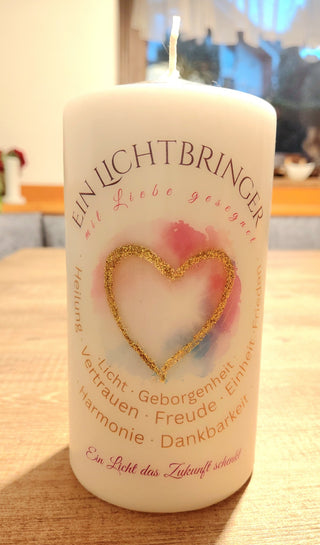 EIN LICHTBRINGER
mit Liebe gesegnet
· Heilung · Vertrauen · Freude · Einheit · Frieden ·
· Licht · Geborgenheit ·
· Harmonie · Dankbarkeit ·
Ein Licht das Zukunft schenkt